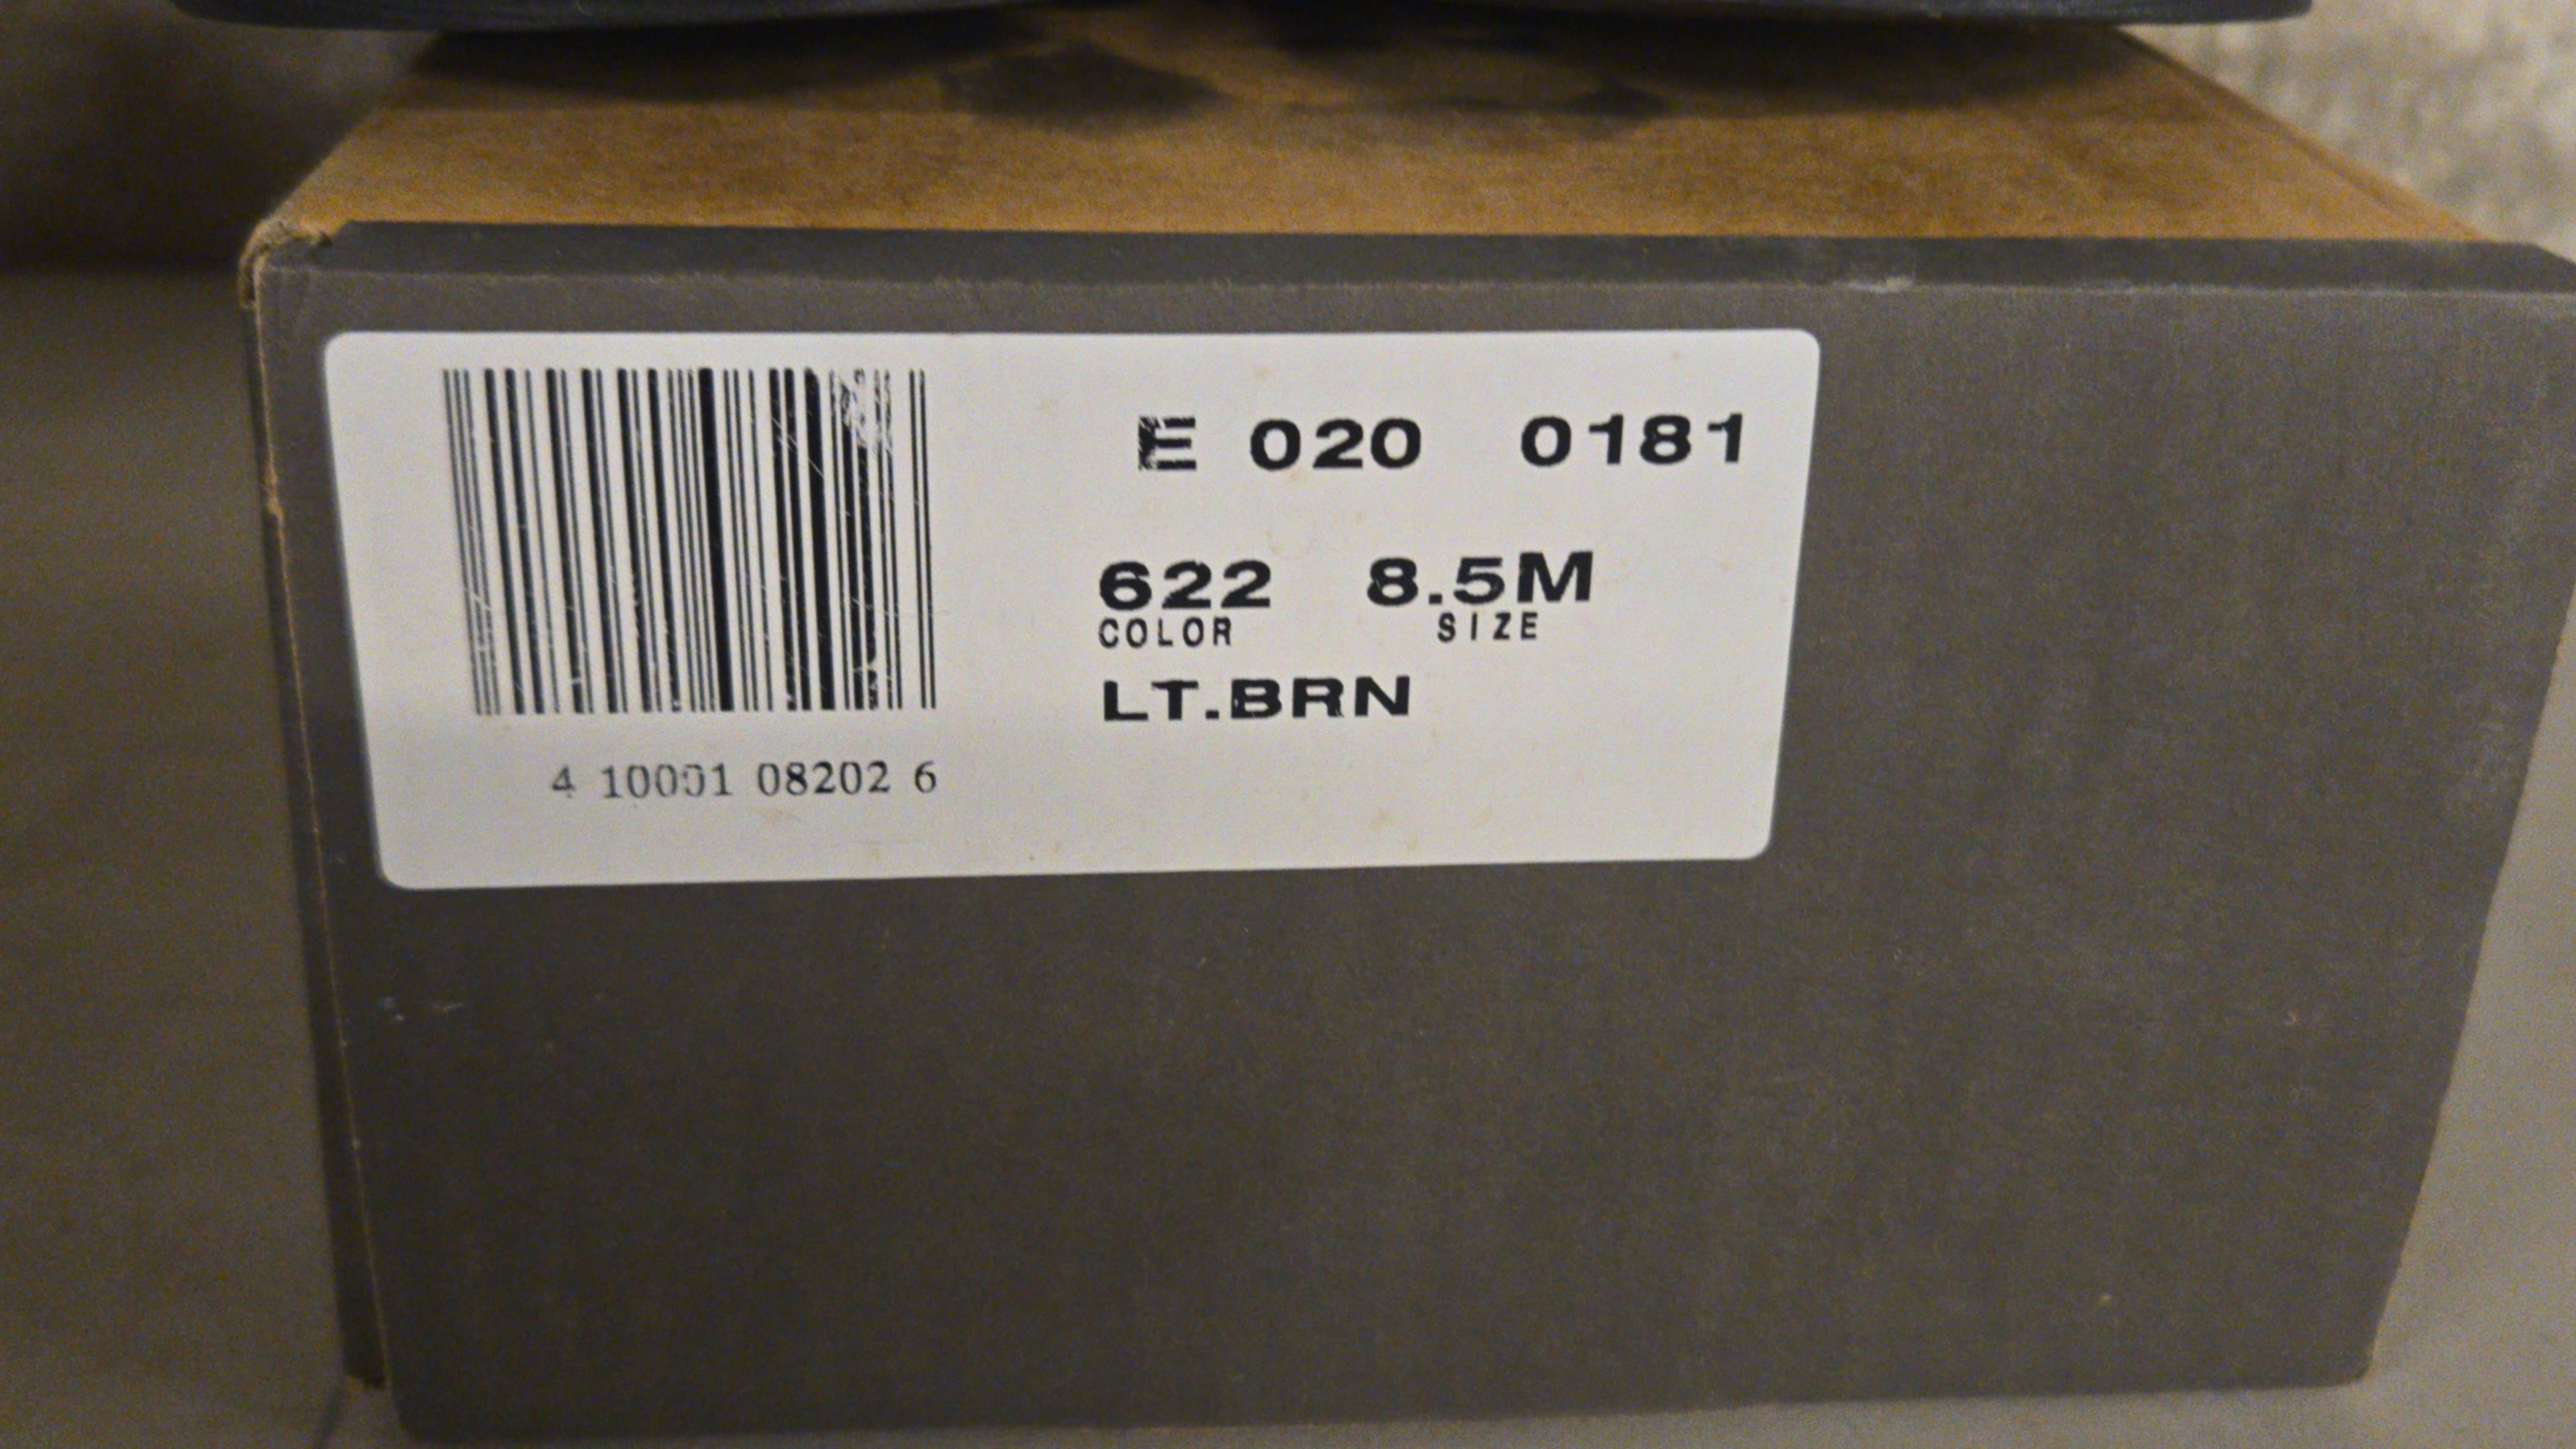 E 020 0181
622 8.5M
COLOR SIZE
LT.BRN
4 10001 08202 6